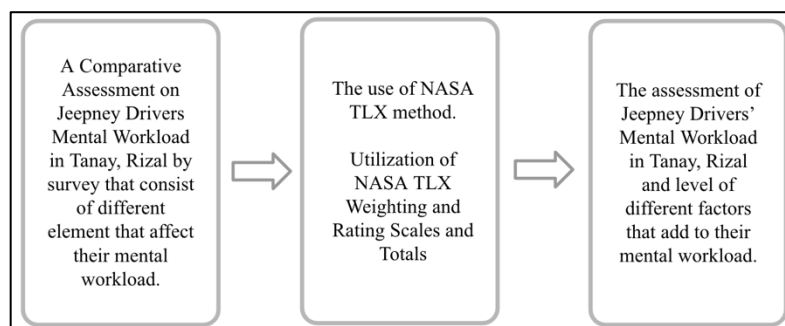 A Comparative
Assessment on
Jeepney Drivers
Mental Workload
in Tanay, Rizal by
survey that consist
of different
element that affect
their mental
workload.
The use of NASA
TLX method.
Utilization of
NASA TLX
Weighting and
Rating Scales and
Totals
The assessment of
Jeepney Drivers’
Mental Workload
in Tanay, Rizal
and level of
different factors
that add to their
mental workload.